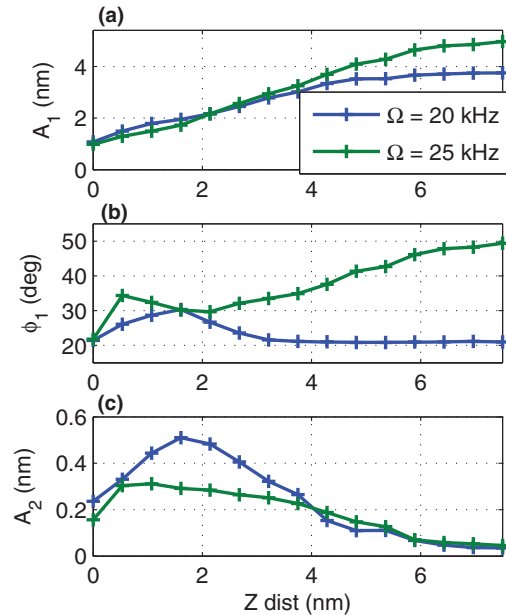 (a)
A₁ (nm)
4
2
0
0 2 4 6
Ω = 20 kHz
Ω = 25 kHz
(b)
ϕ₁ (deg)
50
40
30
20
0 2 4 6
(c)
A₂ (nm)
0.6
0.4
0.2
0
0 2 4 6
Z dist (nm)